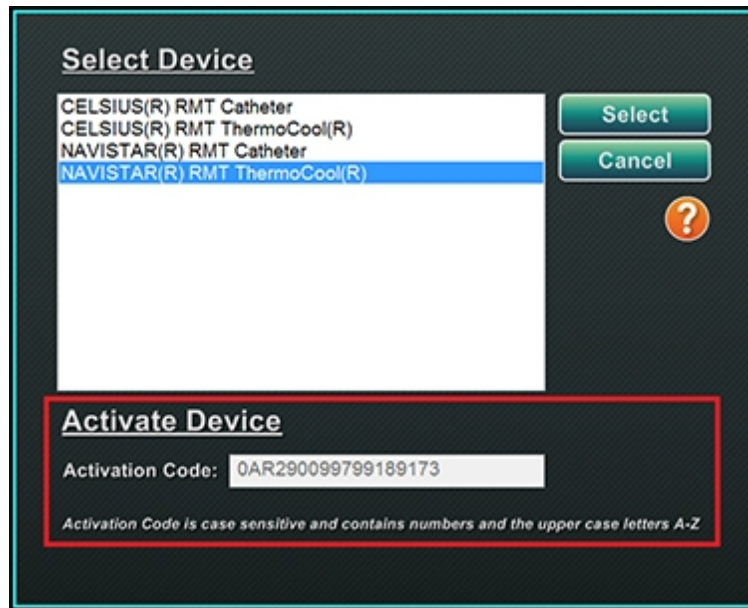 Select Device
CELSIUS(R) RMT Catheter
CELSIUS(R) RMT ThermoCool(R)
NAVISTAR(R) RMT Catheter
NAVISTAR(R) RMT ThermoCool(R)
Select
Cancel
?
Activate Device
Activation Code: 0AR290099799189173
Activation Code is case sensitive and contains numbers and the upper case letters A-Z